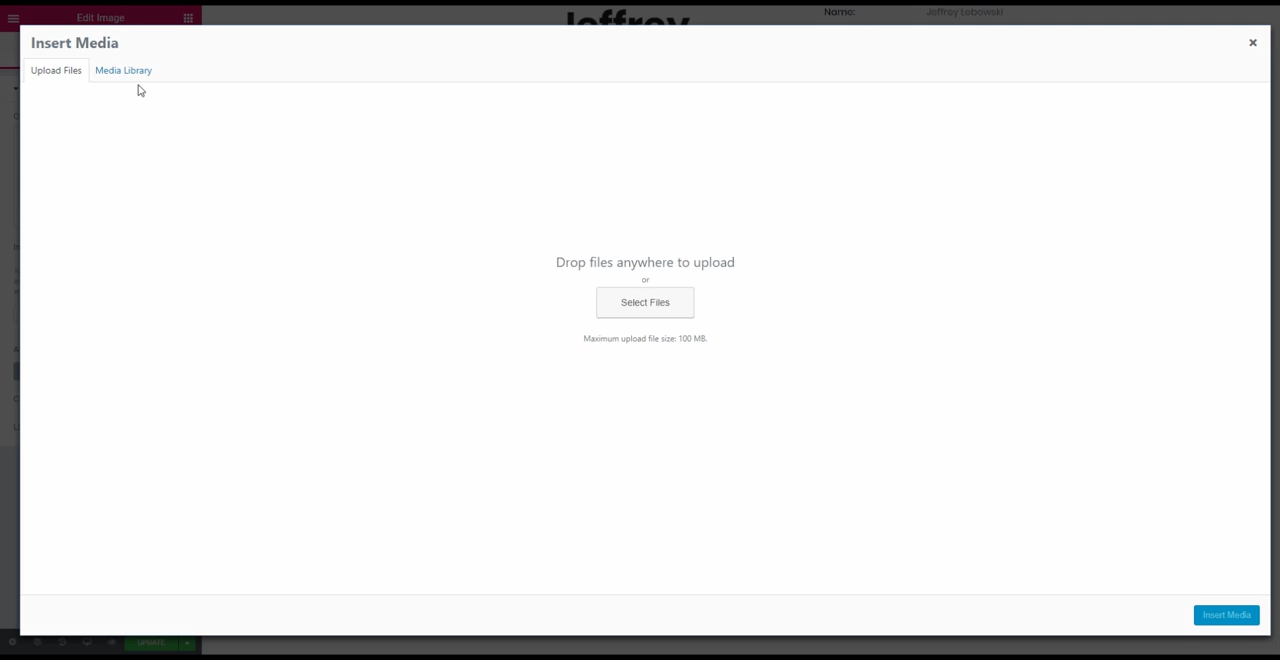 Edit Image
Jeffrey
Name: Jeffrey Lebowski
Insert Media
Upload Files Media Library
Drop files anywhere to upload
or
Select Files
Maximum upload file size: 100 MB.
Insert Media
UPDATE